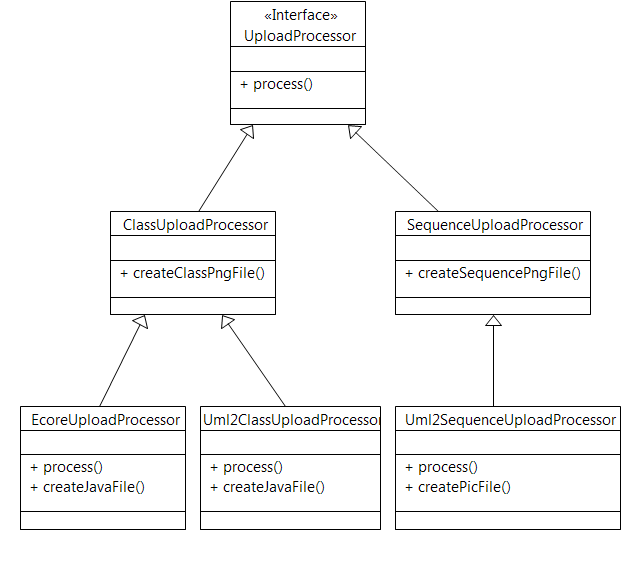 «Interface»
UploadProcessor
+ process()
ClassUploadProcessor
+ createClassPngFile()
SequenceUploadProcessor
+ createSequencePngFile()
EcoreUploadProcessor
+ process()
+ createJavaFile()
Uml2ClassUploadProcessor
+ process()
+ createJavaFile()
Uml2SequenceUploadProcessor
+ process()
+ createPicFile()